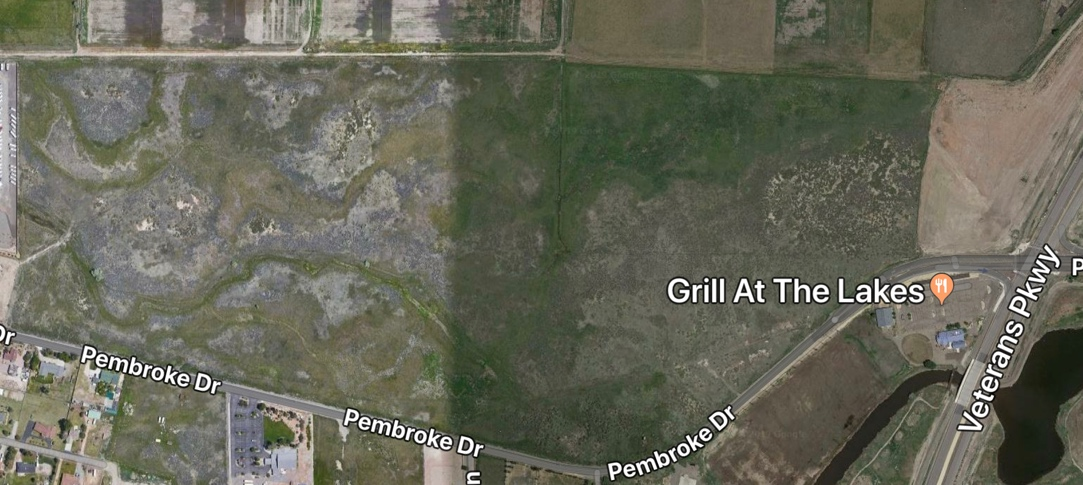 Grill At The Lakes
P
Veterans Pkwy
Dr
Pembroke Dr
Pembroke Dr
Pembroke Dr
n